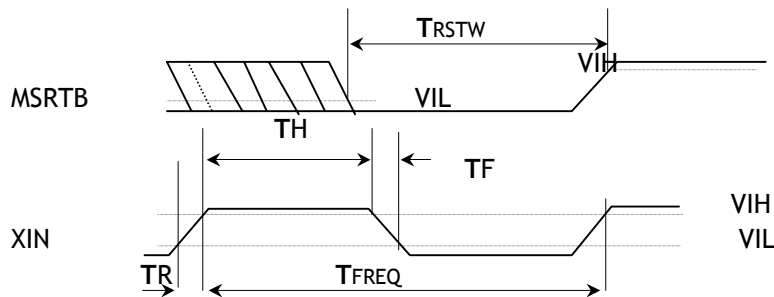 TRSTW
VIH
MSRTB
VIL
TH
TF
VIH
XIN
VIL
TR
TFREQ